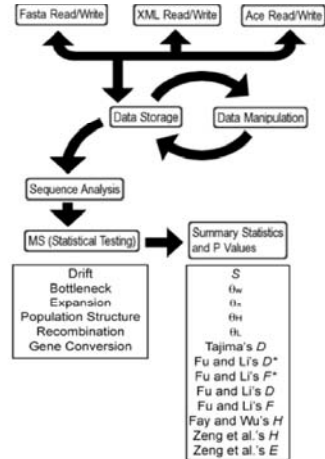 Fasta Read/Write
XML Read/Write
Ace Read/Write
Data Storage
Data Manipulation
Sequence Analysis
MS (Statistical Testing)
Summary Statistics
and P Values
Drift
Bottleneck
Expansion
Population Structure
Recombination
Gene Conversion
S
θw
θπ
θH
θL
Tajima's D
Fu and Li's D*
Fu and Li's F*
Fu and Li's D
Fu and Li's F
Fay and Wu's H
Zeng et al.'s H
Zeng et al.'s E